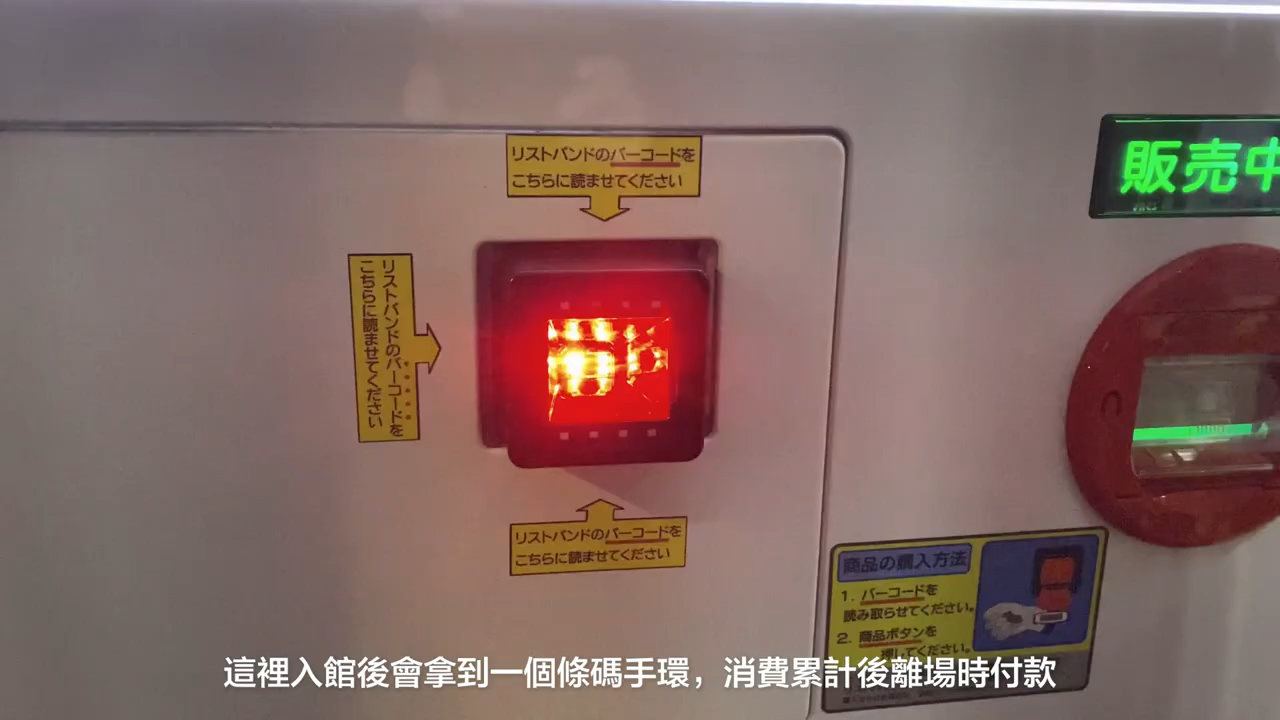 リストバンドのバーコードを
こちらに読ませてください
販売中
リストバンドのバーコードを
こちらに読ませてください
リストバンドのバーコードを
こちらに読ませてください
商品の購入方法
1. バーコードを
読み取らせてください。
2. 商品ボタンを
押してください。
這裡入館後會拿到一個條碼手環，消費累計後離場時付款